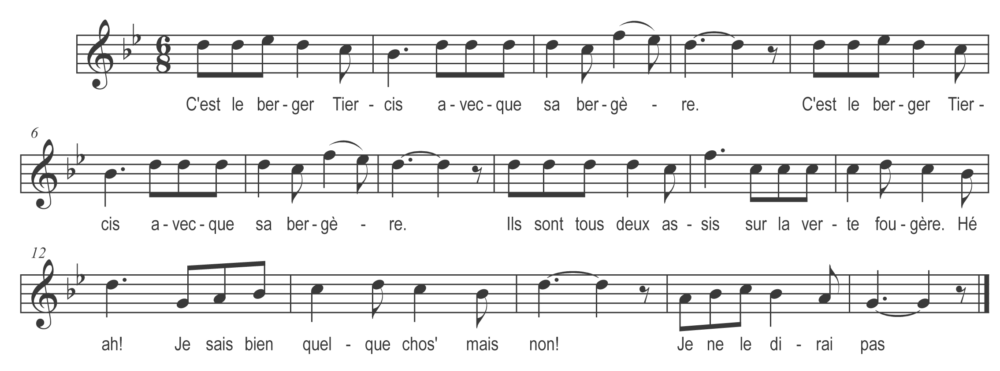 C'est le ber - ger Tier - cis a - vec - que sa ber - gè - re. C'est le ber - ger Tier -
6
cis a - vec - que sa ber - gè - re. Ils sont tous deux as - sis sur la ver - te fou - gère. Hé
12
ah! Je sais bien quel - que chos' mais non! Je ne le di - rai pas